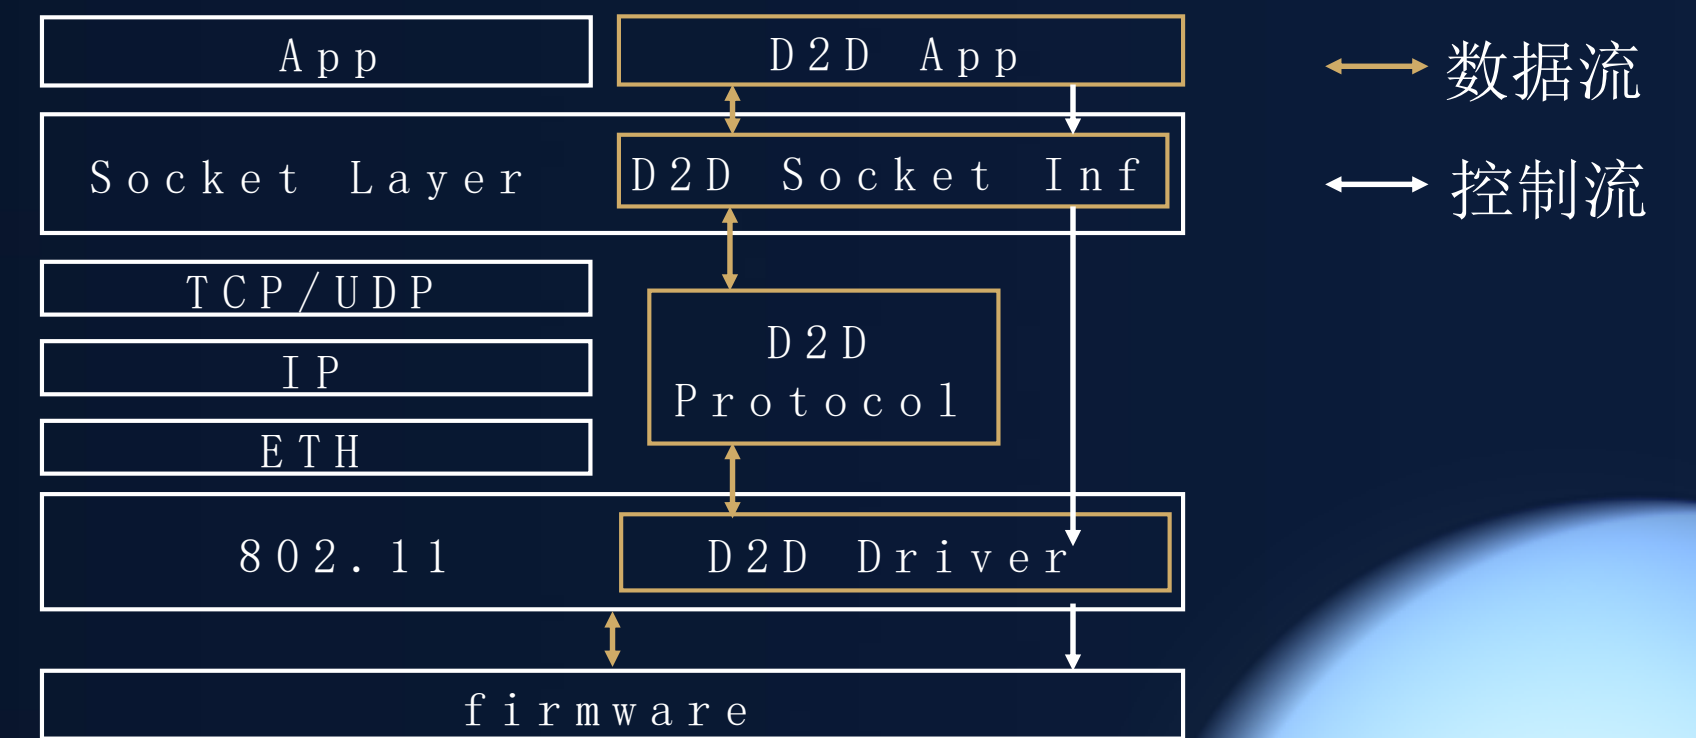 App
D2D App
数据流
Socket Layer
D2D Socket Inf
控制流
TCP/UDP
IP
ETH
D2D
Protocol
802.11
D2D Driver
firmware